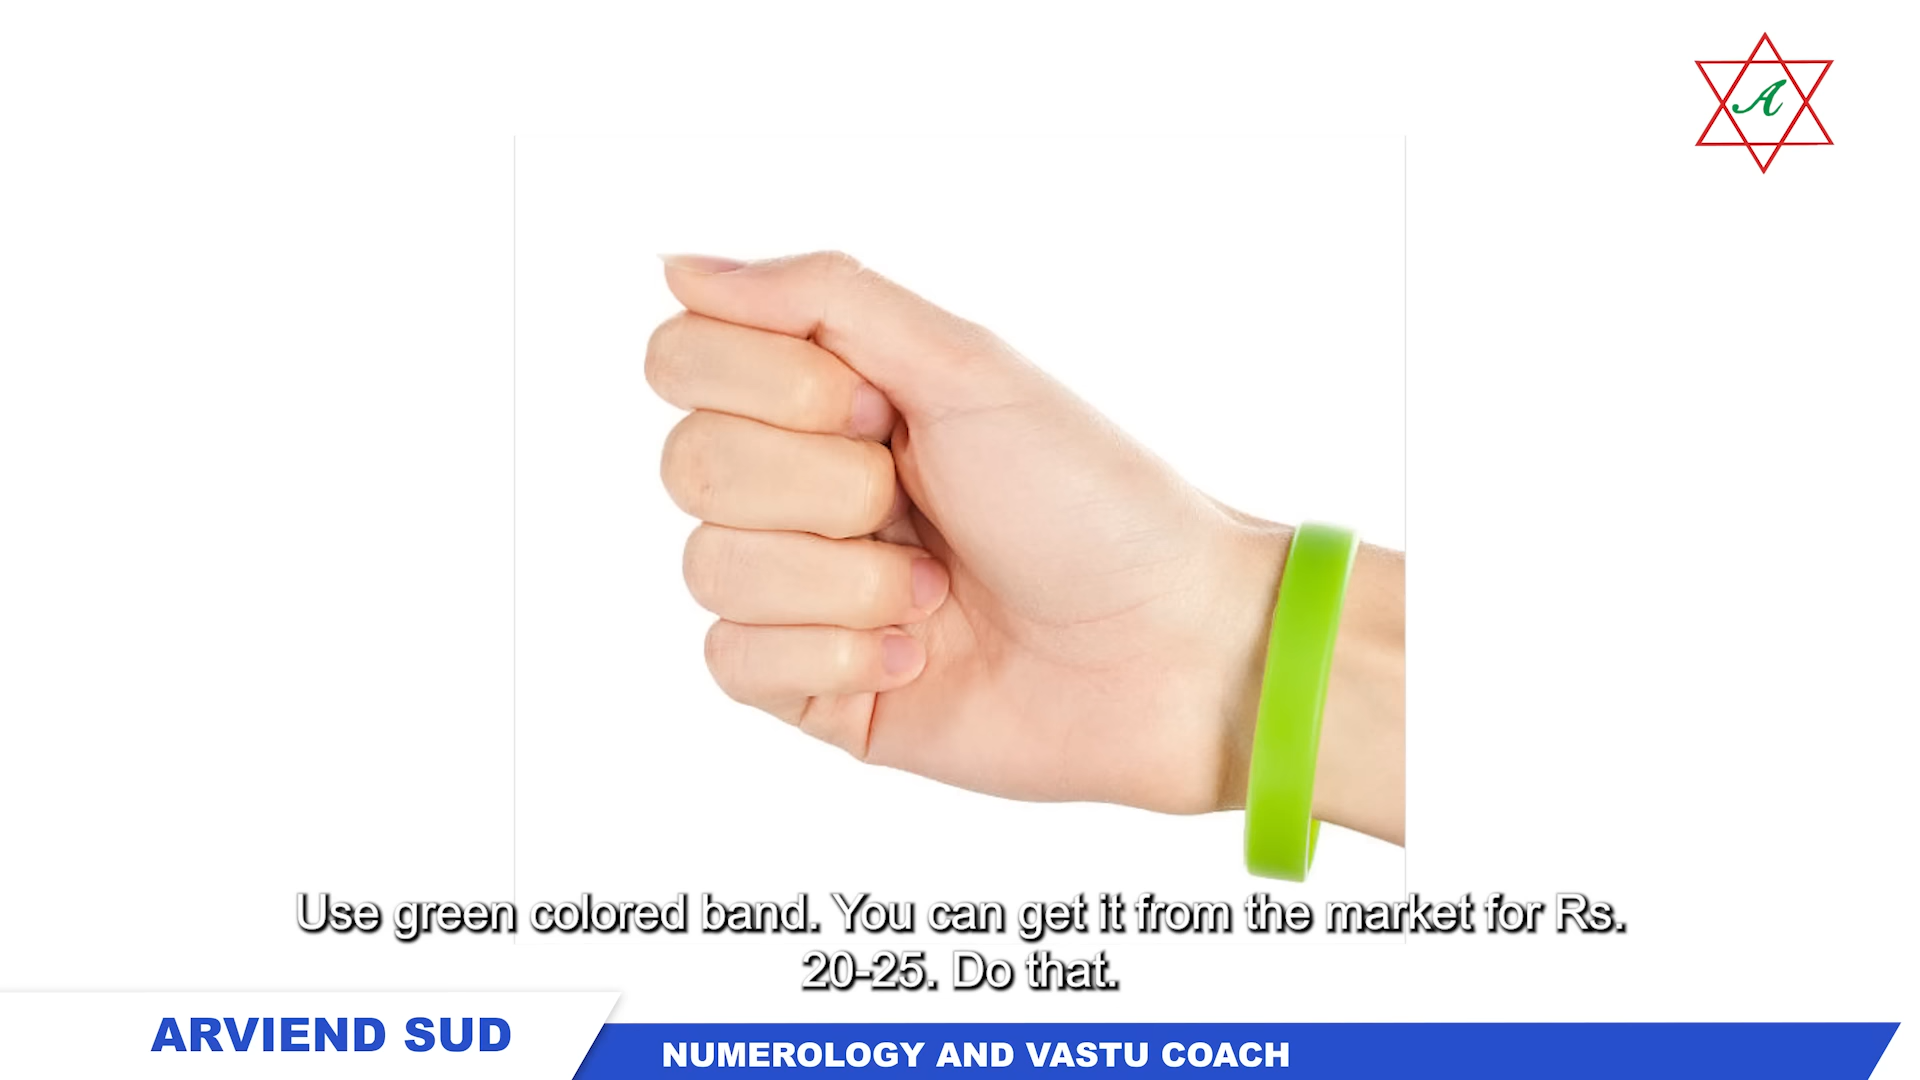 A
Use green colored band. You can get it from the market for Rs.
20-25. Do that.
ARVIEND SUD
NUMEROLOGY AND VASTU COACH